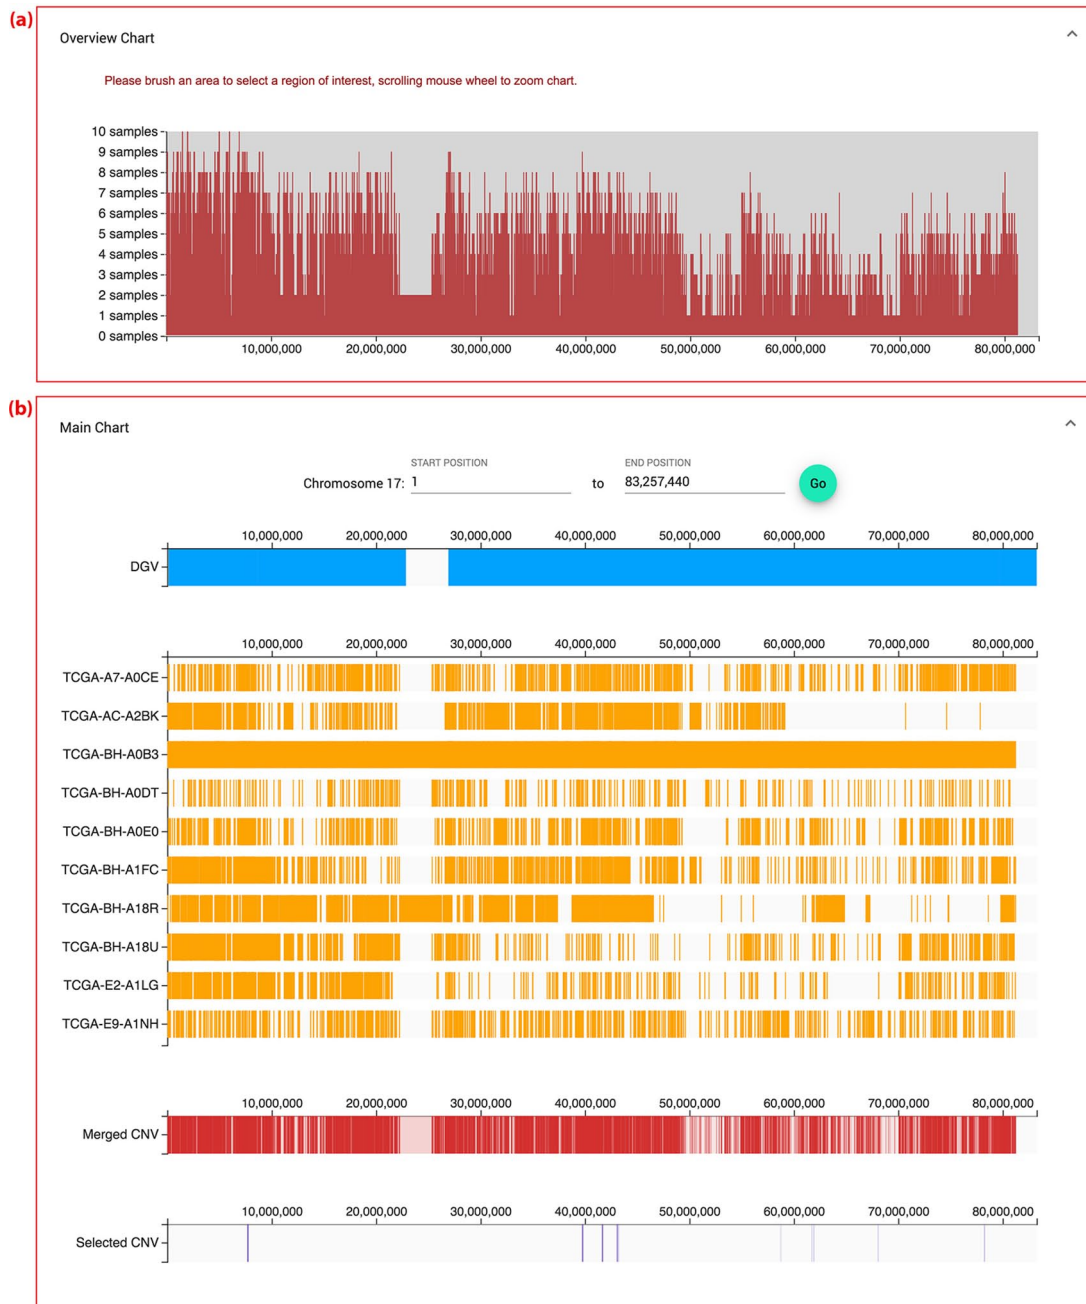 (a)
Overview Chart
Please brush an area to select a region of interest, scrolling mouse wheel to zoom chart.
10 samples
9 samples
8 samples
7 samples
6 samples
5 samples
4 samples
3 samples
2 samples
1 samples
0 samples
10,000,000 20,000,000 30,000,000 40,000,000 50,000,000 60,000,000 70,000,000 80,000,000
(b)
Main Chart
START POSITION END POSITION
Chromosome 17: 1 to 83,257,440 Go
10,000,000 20,000,000 30,000,000 40,000,000 50,000,000 60,000,000 70,000,000 80,000,000
DGV
10,000,000 20,000,000 30,000,000 40,000,000 50,000,000 60,000,000 70,000,000 80,000,000
TCGA-A7-A0CE
TCGA-AC-A2BK
TCGA-BH-A0B3
TCGA-BH-A0DT
TCGA-BH-A0E0
TCGA-BH-A1FC
TCGA-BH-A18R
TCGA-BH-A18U
TCGA-E2-A1LG
TCGA-E9-A1NH
10,000,000 20,000,000 30,000,000 40,000,000 50,000,000 60,000,000 70,000,000 80,000,000
Merged CNV
10,000,000 20,000,000 30,000,000 40,000,000 50,000,000 60,000,000 70,000,000 80,000,000
Selected CNV